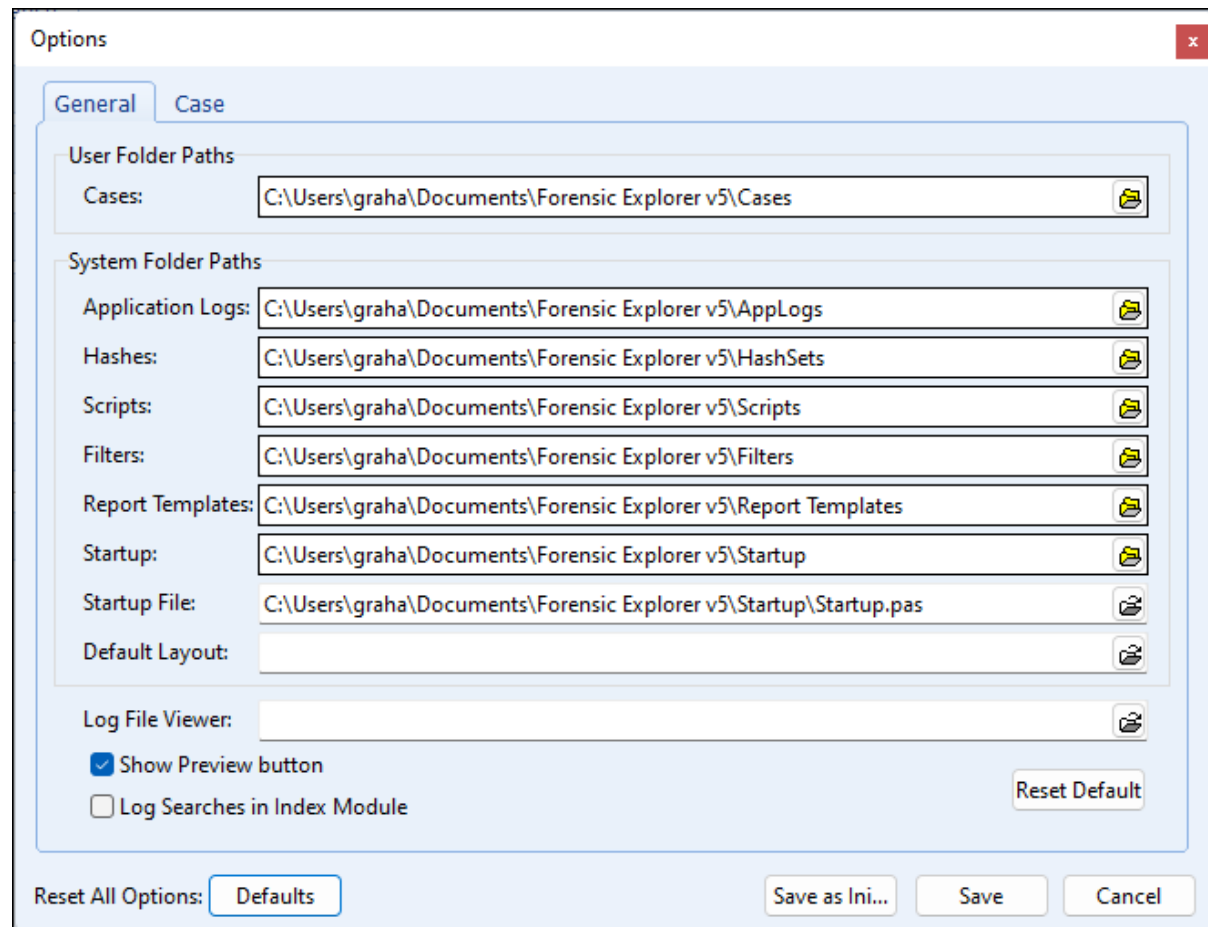 Options
x
General Case
User Folder Paths
Cases: C:\Users\graha\Documents\Forensic Explorer v5\Cases
System Folder Paths
Application Logs: C:\Users\graha\Documents\Forensic Explorer v5\AppLogs
Hashes: C:\Users\graha\Documents\Forensic Explorer v5\HashSets
Scripts: C:\Users\graha\Documents\Forensic Explorer v5\Scripts
Filters: C:\Users\graha\Documents\Forensic Explorer v5\Filters
Report Templates: C:\Users\graha\Documents\Forensic Explorer v5\Report Templates
Startup: C:\Users\graha\Documents\Forensic Explorer v5\Startup
Startup File: C:\Users\graha\Documents\Forensic Explorer v5\Startup\Startup.pas
Default Layout:
Log File Viewer:
Show Preview button
Log Searches in Index Module
Reset Default
Reset All Options: Defaults Save as Ini... Save Cancel